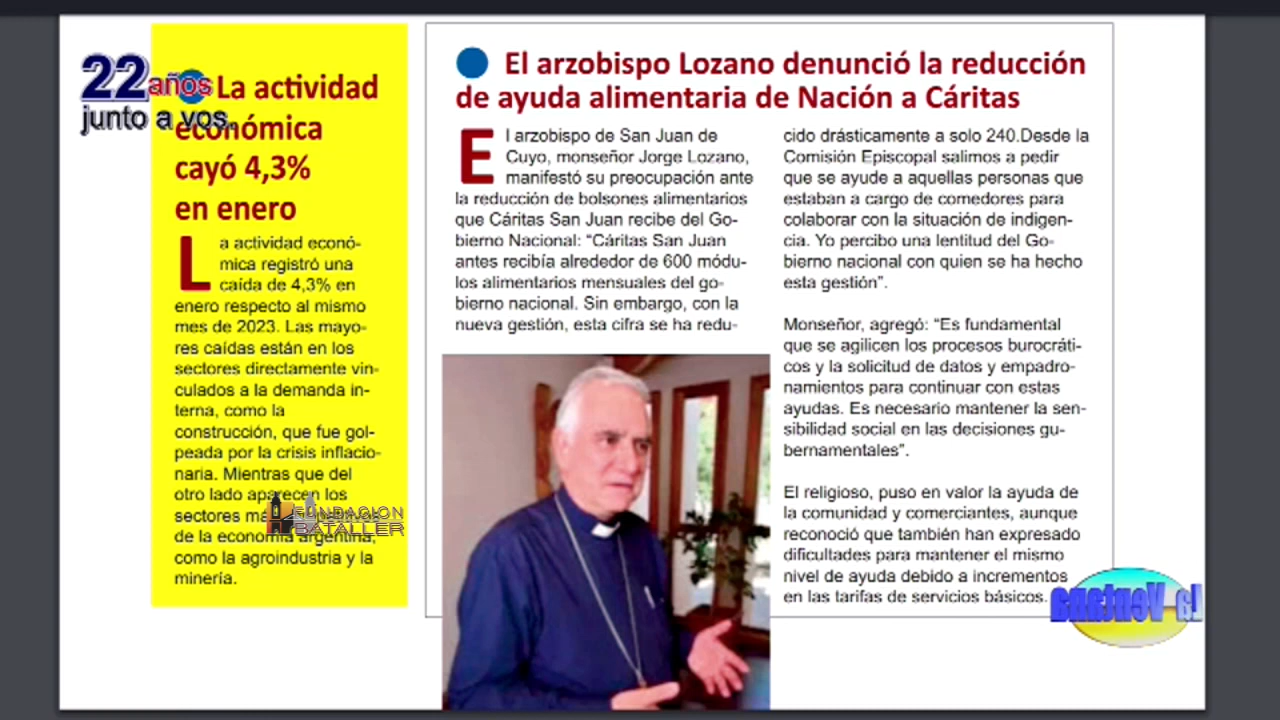 22 años
junto a vos.
La actividad
económica
cayó 4,3%
en enero
La actividad econó-
mica registró una
caída de 4,3% en
enero respecto al mismo
mes de 2023. Las mayo-
res caídas están en los
sectores directamente vin-
culados a la demanda in-
terna, como la
construcción, que fue gol-
peada por la crisis inflacio-
naria. Mientras que del
otro lado aparecen los
sectores
de la economía argentina,
como la agroindustria y la
minería.
FUNDACION
BATALLER
El arzobispo Lozano denunció la reducción
de ayuda alimentaria de Nación a Cáritas
El arzobispo de San Juan de
Cuyo, monseñor Jorge Lozano,
manifestó su preocupación ante
la reducción de bolsones alimentarios
que Cáritas San Juan recibe del Go-
bierno Nacional: “Cáritas San Juan
antes recibía alrededor de 600 módu-
los alimentarios mensuales del go-
bierno nacional. Sin embargo, con la
nueva gestión, esta cifra se ha redu-
cido drásticamente a solo 240.Desde la
Comisión Episcopal salimos a pedir
que se ayude a aquellas personas que
estaban a cargo de comedores para
colaborar con la situación de indigen-
cia. Yo percibo una lentitud del Go-
bierno nacional con quien se ha hecho
esta gestión”.
Monseñor, agregó: “Es fundamental
que se agilicen los procesos burocráti-
cos y la solicitud de datos y empadro-
namientos para continuar con estas
ayudas. Es necesario mantener la sen-
sibilidad social en las decisiones gu-
bernamentales”.
El religioso, puso en valor la ayuda de
la comunidad y comerciantes, aunque
reconoció que también han expresado
dificultades para mantener el mismo
nivel de ayuda debido a incrementos
en las tarifas de servicios básicos.
La Ventana